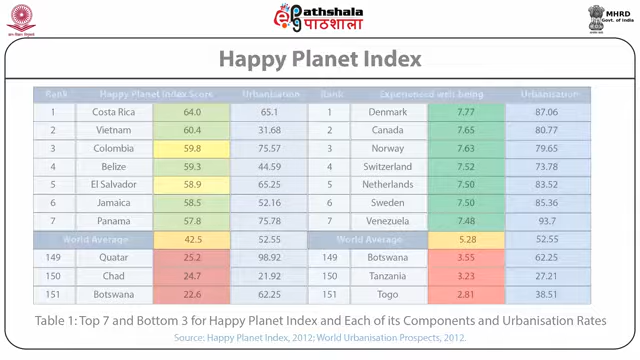 Pathshala
पाठशाला
MHRD
Govt. of India
Happy Planet Index
Rank Happy Planet Index Score Urbanisation Rank Experienced well-being Urbanisation
1 Costa Rica 64.0 65.1 1 Denmark 7.77 87.06
2 Vietnam 60.4 31.68 2 Canada 7.65 80.77
3 Colombia 59.8 75.57 3 Norway 7.63 79.65
4 Belize 59.3 44.59 4 Switzerland 7.52 73.78
5 El Salvador 58.9 65.25 5 Netherlands 7.50 83.52
6 Jamaica 58.5 52.16 6 Sweden 7.50 85.36
7 Panama 57.8 75.78 7 Venezuela 7.48 93.7
World Average 42.5 52.55 World Average 5.28 52.55
149 Quatar 25.2 98.92 149 Botswana 3.55 62.25
150 Chad 24.7 21.92 150 Tanzania 3.23 27.21
151 Botswana 22.6 62.25 151 Togo 2.81 38.51
Table 1: Top 7 and Bottom 3 for Happy Planet Index and Each of its Components and Urbanisation Rates
Source: Happy Planet Index, 2012; World Urbanisation Prospects, 2012.